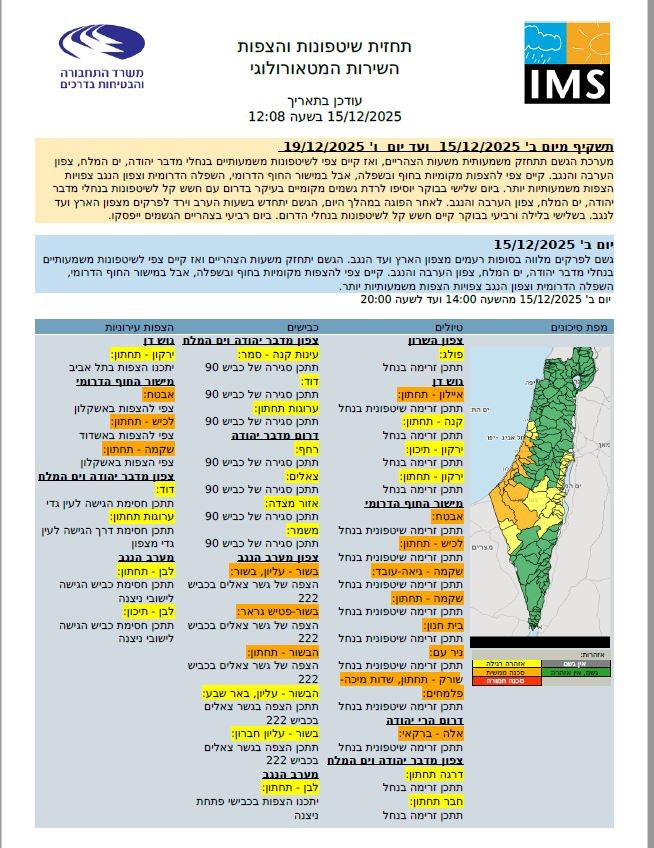 משרד התחבורה
והבטיחות בדרכים
תחזית שיטפונות והצפות
השירות המטאורולוגי
IMS
עודכן בתאריך
15/12/2025 בשעה 12:08
תשקיף מיום ב' 15/12/2025 ועד יום ו' 19/12/2025
מערכת הגשם תתחזק משמעותית משעות הצהריים, ואז קיים צפי לשיטפונות משמעותיים בנחלי מדבר יהודה, ים המלח, צפון
הערבה והנגב. קיים צפי להצפות מקומיות בחוף ובשפלה, אבל במישור החוף הדרומי, השפלה הדרומית וצפון הנגב צפויות
הצפות משמעותיות יותר. ביום שלישי בבוקר יוסיפו לרדת גשמים מקומיים בעיקר בדרום עם חשש קל לשיטפונות בנחלי מדבר
יהודה, ים המלח, צפון הערבה והנגב. לאחר הפוגה במהלך היום, הגשם יתחדש בשעות הערב וירד לפרקים מצפון הארץ ועד
לנגב. בשלישי בלילה ורביעי בבוקר קיים חשש קל לשיטפונות בנחלי הדרום. יום רביעי בצהריים הגשמים ייפסקו.
יום ב' 15/12/2025
גשם לפרקים מלווה בסופות רעמים מצפון הארץ ועד הנגב. הגשם יתחזק משעות הצהריים ואז קיים צפי לשיטפונות משמעותיים
בנחלי מדבר יהודה, ים המלח, צפון הערבה והנגב. קיים צפי להצפות מקומיות בחוף ובשפלה, אבל במישור החוף הדרומי,
השפלה הדרומית וצפון הנגב צפויות הצפות משמעותיות יותר.
יום ב' 15/12/2025 מהשעה 14:00 ועד לשעה 20:00
מפת סיכונים
טיולים
כבישים
הצפות עירוניות
מצרים
אזהרות:
אין גשם
אזהרה רגילה
גשם, אין אזהרה
סכנה ממשית
סכנה חמורה
צפון השרון
פולג:
תתכן זרימה בנחל
גוש דן
איילון - תחתון:
תתכן זרימה שיטפונית בנחל
קנה - תחתון:
תתכן זרימה בנחל
ירקון - תיכון:
תתכן זרימה בנחל
ירקון - תחתון:
תתכן זרימה בנחל
מישור החוף הדרומי
אבטח:
תתכן זרימה שיטפונית בנחל
לכיש - תחתון:
תתכן זרימה שיטפונית בנחל
שקמה - גיאה-עובד:
תתכן זרימה שיטפונית בנחל
שקמה - תחתון:
תתכן זרימה שיטפונית בנחל
בית חנון:
תתכן זרימה שיטפונית בנחל
ניר עם:
תתכן זרימה שיטפונית בנחל
שורק - תחתון, שדות מיכה-
פלמחים:
תתכן זרימה שיטפונית בנחל
דרום הרי יהודה
אלה - ברקאי:
תתכן זרימה שיטפונית בנחל
צפון מדבר יהודה וים המלח
דרגה תחתון:
תתכן זרימה בנחל
חבר תחתון:
תתכן זרימה בנחל
צפון מדבר יהודה וים המלח
עינות קנה - סמר:
תתכן סגירה של כביש 90
דוד:
תתכן סגירה של כביש 90
ערוגות תחתון:
תתכן סגירה של כביש 90
דרום מדבר יהודה
רחף:
תתכן סגירה של כביש 90
צאלים:
תתכן סגירה של כביש 90
אזור מצדה:
תתכן סגירה של כביש 90
משמר:
תתכן סגירה של כביש 90
צפון מערב הנגב
בשור - עליון, בשור:
הצפה של גשר צאלים בכביש
222
בשור-פטיש גראר:
הצפה של גשר צאלים בכביש
222
הבשור - תחתון:
הצפה של גשר צאלים בכביש
222
הבשור - עליון, באר שבע:
תתכן הצפה בגשר צאלים
בכביש 222
בשור - עליון חברון:
תתכן הצפה בגשר צאלים
בכביש 222
מערב הנגב
לבן - תחתון:
יתכנו הצפות בכבישי פתחת
ניצנה
גוש דן
ירקון - תחתון:
יתכנו הצפות בתל אביב
מישור החוף הדרומי
אבטח:
צפי להצפות באשקלון
לכיש - תחתון:
צפי להצפות באשדוד
שקמה - תחתון:
צפי הצפות באשקלון
צפון מדבר יהודה וים המלח
דוד:
תתכן חסימת הגישה לעין גדי
ערוגות תחתון:
תתכן חסימת דרך הגישה לעין
גדי מצפון
מערב הנגב
לבן - תחתון:
תתכן חסימת כביש הגישה
לישובי ניצנה
לבן - תיכון:
תתכן חסימת כביש הגישה
לישובי ניצנה